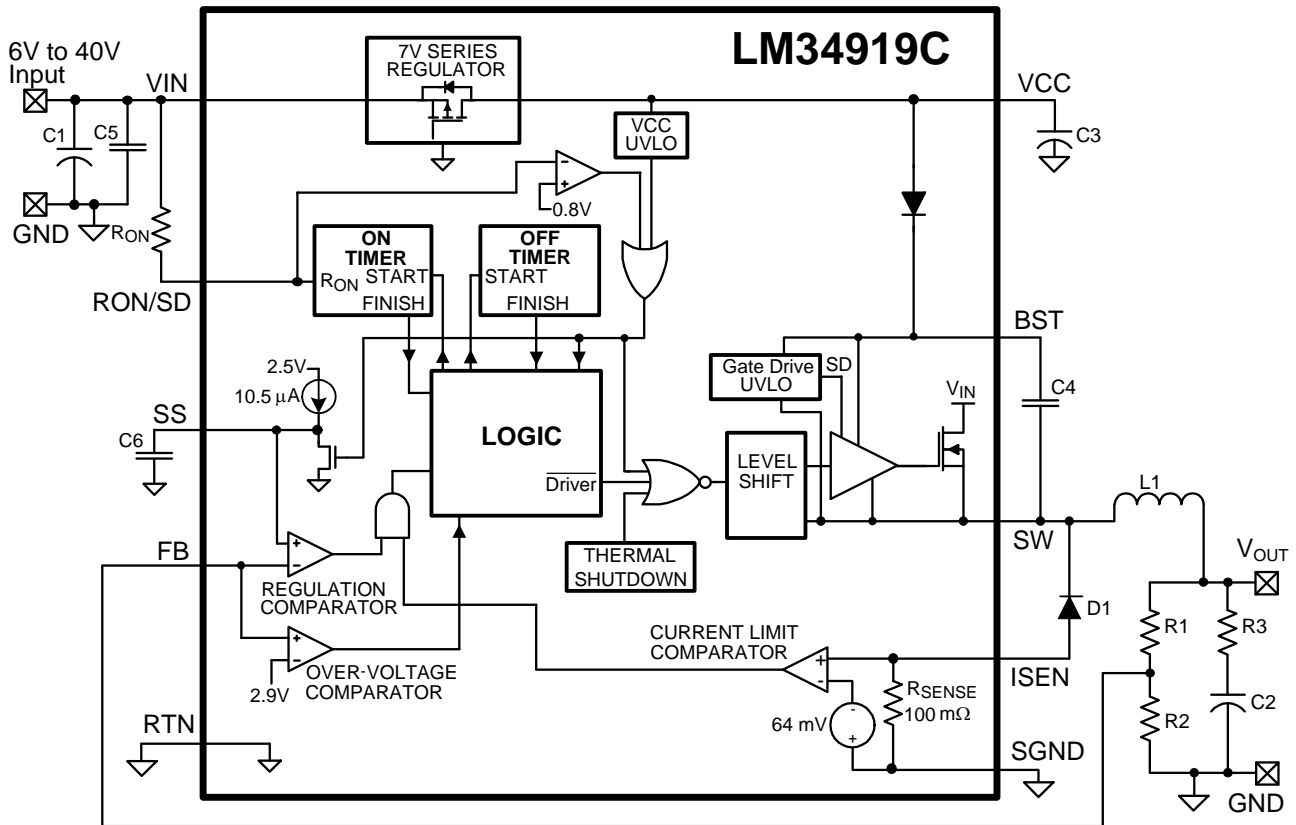 LM34919C
6V to 40V
Input
VIN
7V SERIES
REGULATOR
VCC
C1
C5
VCC
UVLO
C3
GND
RON
0.8V
ON
TIMER
RON START
FINISH
OFF
TIMER
START
FINISH
RON/SD
BST
2.5V
10.5 μA
Gate Drive
UVLO
SD
VIN
C4
SS
C6
LOGIC
Driver
LEVEL
SHIFT
L1
SW
THERMAL
SHUTDOWN
VOUT
FB
+
-
REGULATION
COMPARATOR
+
-
2.9V
OVER-VOLTAGE
COMPARATOR
CURRENT LIMIT
COMPARATOR
+
-
D1
R1
R3
ISEN
RSENSE
100 mΩ
-
64 mV
+
R2
C2
RTN
SGND
GND
-
+